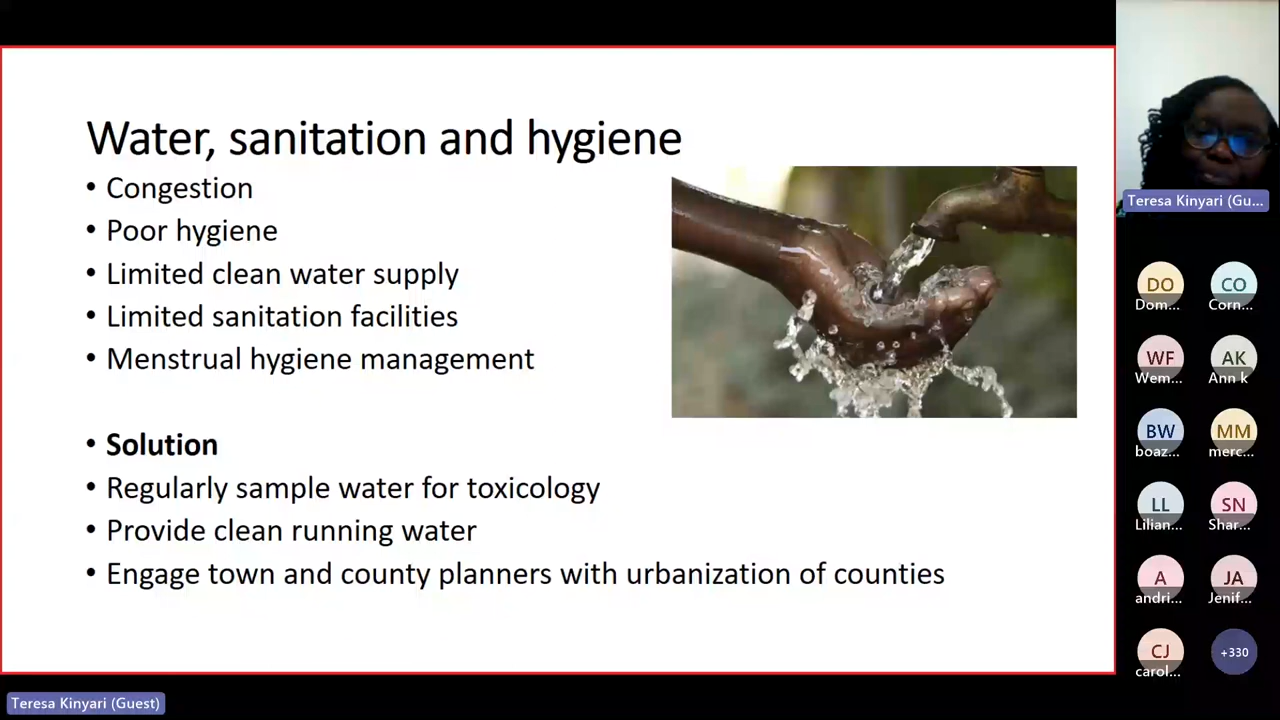 Water, sanitation and hygiene
• Congestion
• Poor hygiene
• Limited clean water supply
• Limited sanitation facilities
• Menstrual hygiene management
• Solution
• Regularly sample water for toxicology
• Provide clean running water
• Engage town and county planners with urbanization of counties
Teresa Kinyari (Gu...
DO
CO
Dom...
Corn...
WF
AK
Wem...
Ann k
BW
MM
boaz...
merc...
LL
SN
Lilian...
Shar...
A
JA
andri...
Jenif...
CJ
+330
carol...
Teresa Kinyari (Guest)